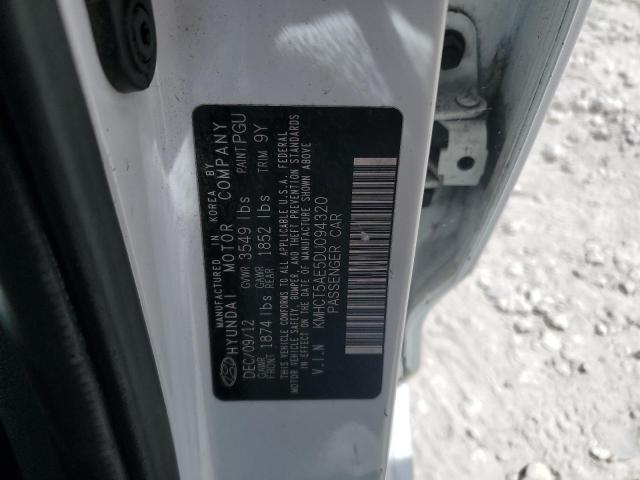 MANUFACTURED IN KOREA BY
HYUNDAI MOTOR COMPANY
DEC/09/12 GVWR 3549 lbs PAINT PGU
GAWR FRONT 1874 lbs GAWR REAR 1852 lbs TRIM 9Y
THIS VEHICLE CONFORMS TO ALL APPLICABLE U.S.A. FEDERAL
MOTOR VEHICLE SAFETY, BUMPER, AND THEFT PREVENTION STANDARDS
IN EFFECT ON THE DATE OF MANUFACTURE SHOWN ABOVE
V.I.N KMHCT5AE5DU094320
PASSENGER CAR